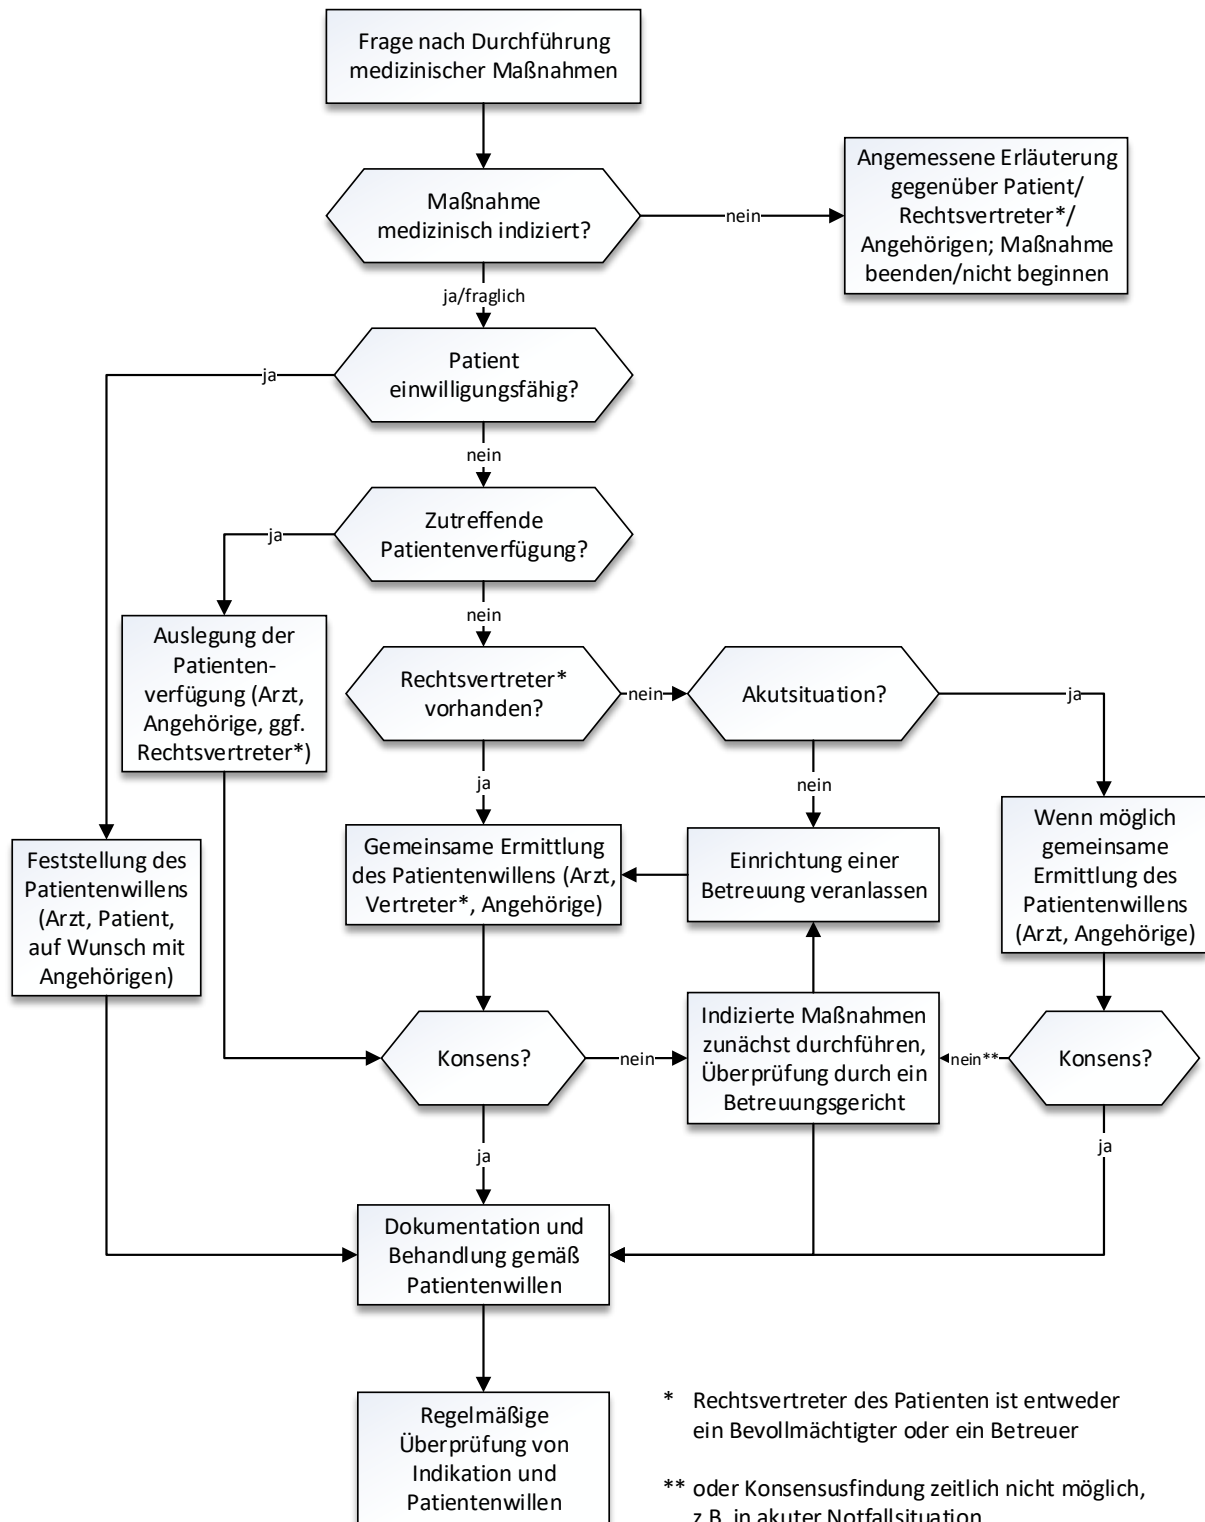 Frage nach Durchführung
medizinischer Maßnahmen
Maßnahme
medizinisch indiziert?
nein
Angemessene Erläuterung
gegenüber Patient/
Rechtsvertreter*/
Angehörigen; Maßnahme
beenden/nicht beginnen
ja/fraglich
Patient
einwilligungsfähig?
ja
nein
Zutreffende
Patientenverfügung?
ja
nein
Auslegung der
Patienten-
verfügung (Arzt,
Angehörige, ggf.
Rechtsvertreter*)
Rechtsvertreter*
vorhanden?
nein
Akutsituation?
ja
ja
nein
Feststellung des
Patientenwillens
(Arzt, Patient,
auf Wunsch mit
Angehörigen)
Gemeinsame Ermittlung
des Patientenwillens (Arzt,
Vertreter*, Angehörige)
Einrichtung einer
Betreuung veranlassen
Wenn möglich
gemeinsame
Ermittlung des
Patientenwillens
(Arzt, Angehörige)
Konsens?
nein
Indizierte Maßnahmen
zunächst durchführen,
Überprüfung durch ein
Betreuungsgericht
nein**
Konsens?
ja
ja
Dokumentation und
Behandlung gemäß
Patientenwillen
Regelmäßige
Überprüfung von
Indikation und
Patientenwillen
* Rechtsvertreter des Patienten ist entweder
ein Bevollmächtigter oder ein Betreuer
** oder Konsensusfindung zeitlich nicht möglich,
z.B. in akuter Notfallsituation